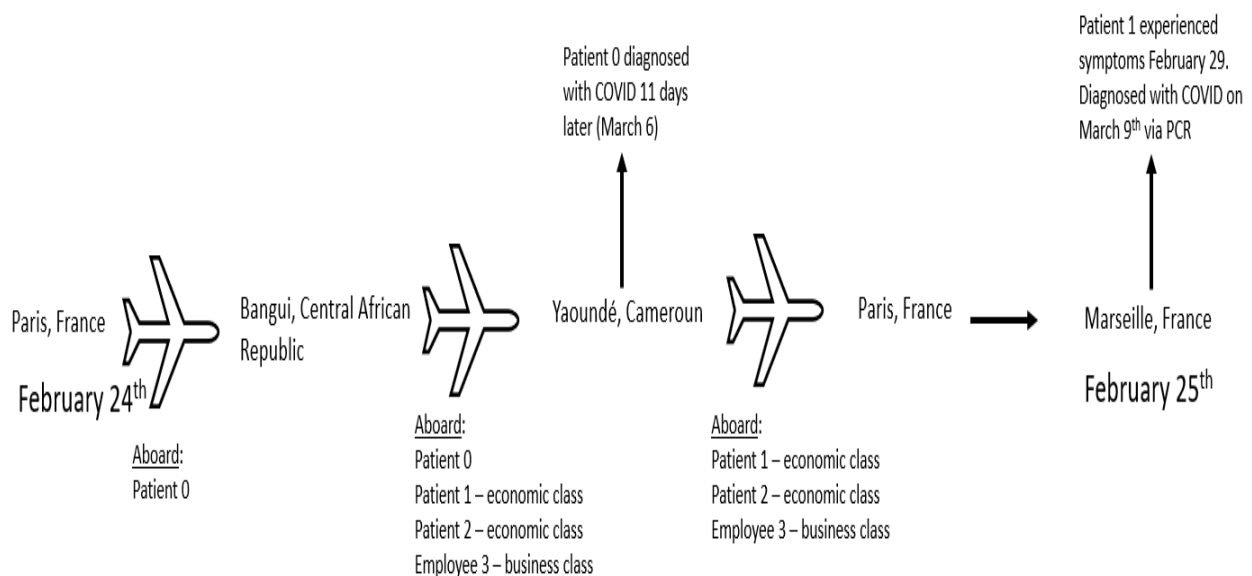 Patient 0 diagnosed
with COVID 11 days
later (March 6)
Patient 1 experienced
symptoms February 29.
Diagnosed with COVID on
March 9th via PCR
Paris, France
February 24th
Bangui, Central African
Republic
Yaoundé, Cameroun
Paris, France
Marseille, France
February 25th
Aboard:
Patient 0
Aboard:
Patient 0
Patient 1 – economic class
Patient 2 – economic class
Employee 3 – business class
Aboard:
Patient 1 – economic class
Patient 2 – economic class
Employee 3 – business class